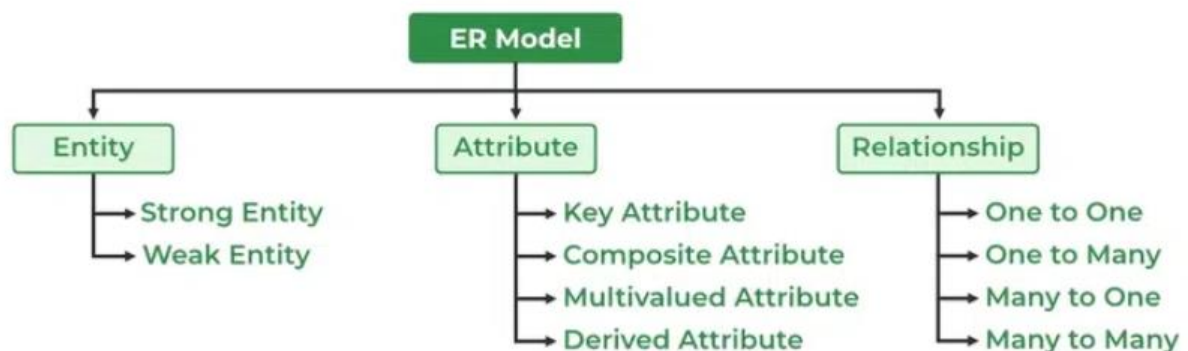 ER Model
Entity
Attribute
Relationship
Strong Entity
Weak Entity
Key Attribute
Composite Attribute
Multivalued Attribute
Derived Attribute
One to One
One to Many
Many to One
Many to Many